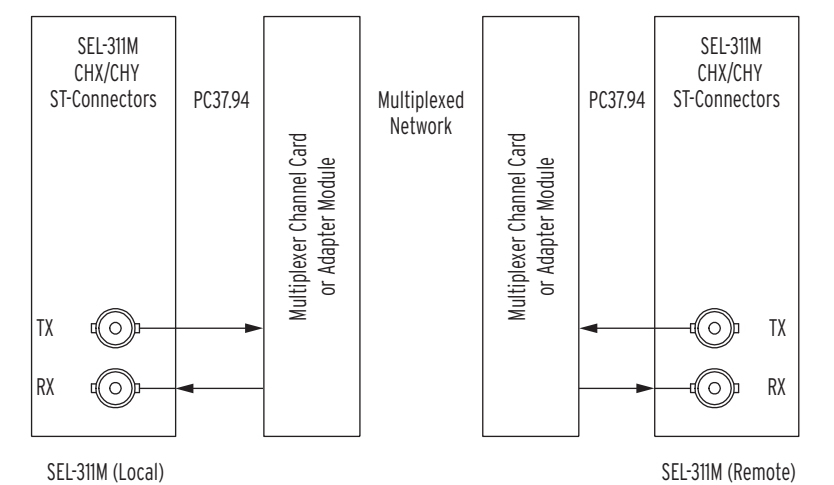 SEL-311M
CHX/CHY
ST-Connectors
PC37.94
Multiplexer Channel Card
or Adapter Module
Multiplexed
Network
Multiplexer Channel Card
or Adapter Module
PC37.94
SEL-311M
CHX/CHY
ST-Connectors
TX
TX
RX
RX
SEL-311M (Local)
SEL-311M (Remote)